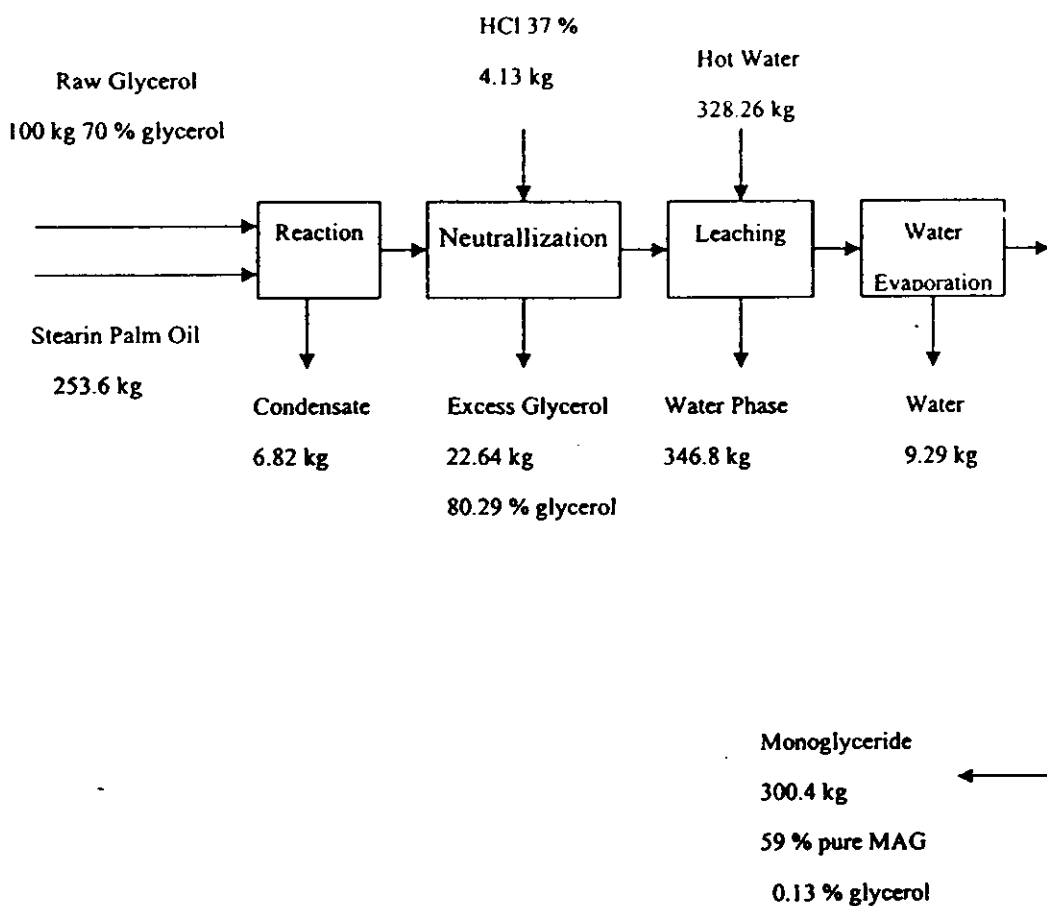 HCl 37 %
4.13 kg
Hot Water
328.26 kg
Raw Glycerol
100 kg 70 % glycerol
Reaction
Neutrallization
Leaching
Water
Evaporation
Stearin Palm Oil
253.6 kg
Condensate
6.82 kg
Excess Glycerol
22.64 kg
80.29 % glycerol
Water Phase
346.8 kg
Water
9.29 kg
Monoglyceride
300.4 kg
59 % pure MAG
0.13 % glycerol